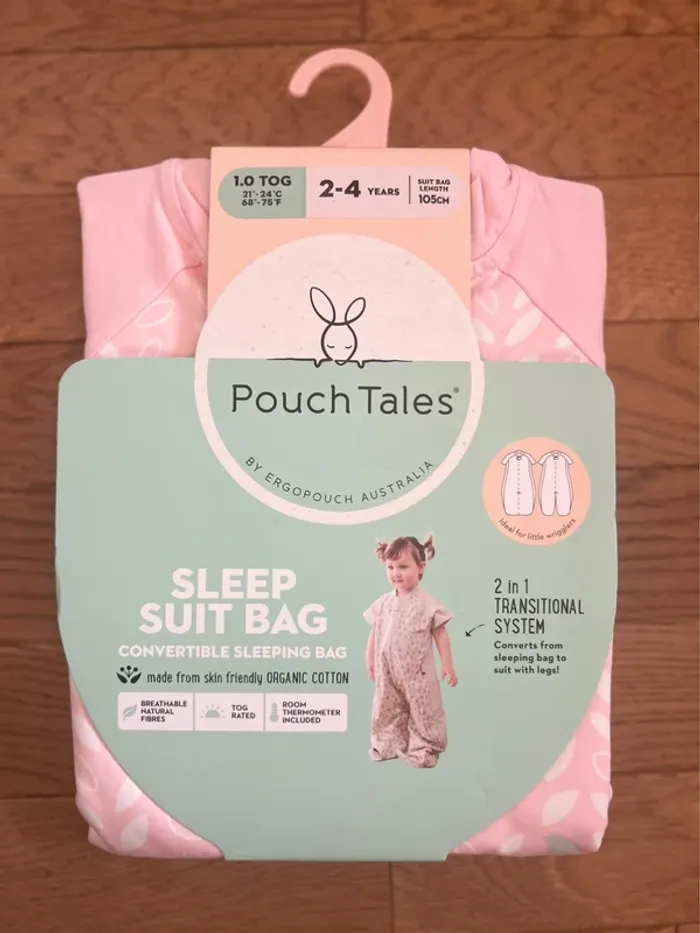 1.0 TOG
21°-24°C
68°-75°F
2-4 YEARS
SUIT BAG
LENGTH
105CM
Pouch Tales®
BY ERGOPOUCH AUSTRALIA
ideal for little wrigglers
SLEEP
SUIT BAG
CONVERTIBLE SLEEPING BAG
made from skin friendly ORGANIC COTTON
BREATHABLE
NATURAL
FIBRES
TOG
RATED
ROOM
THERMOMETER
INCLUDED
2 in 1
TRANSITIONAL
SYSTEM
Converts from
sleeping bag to
suit with legs!